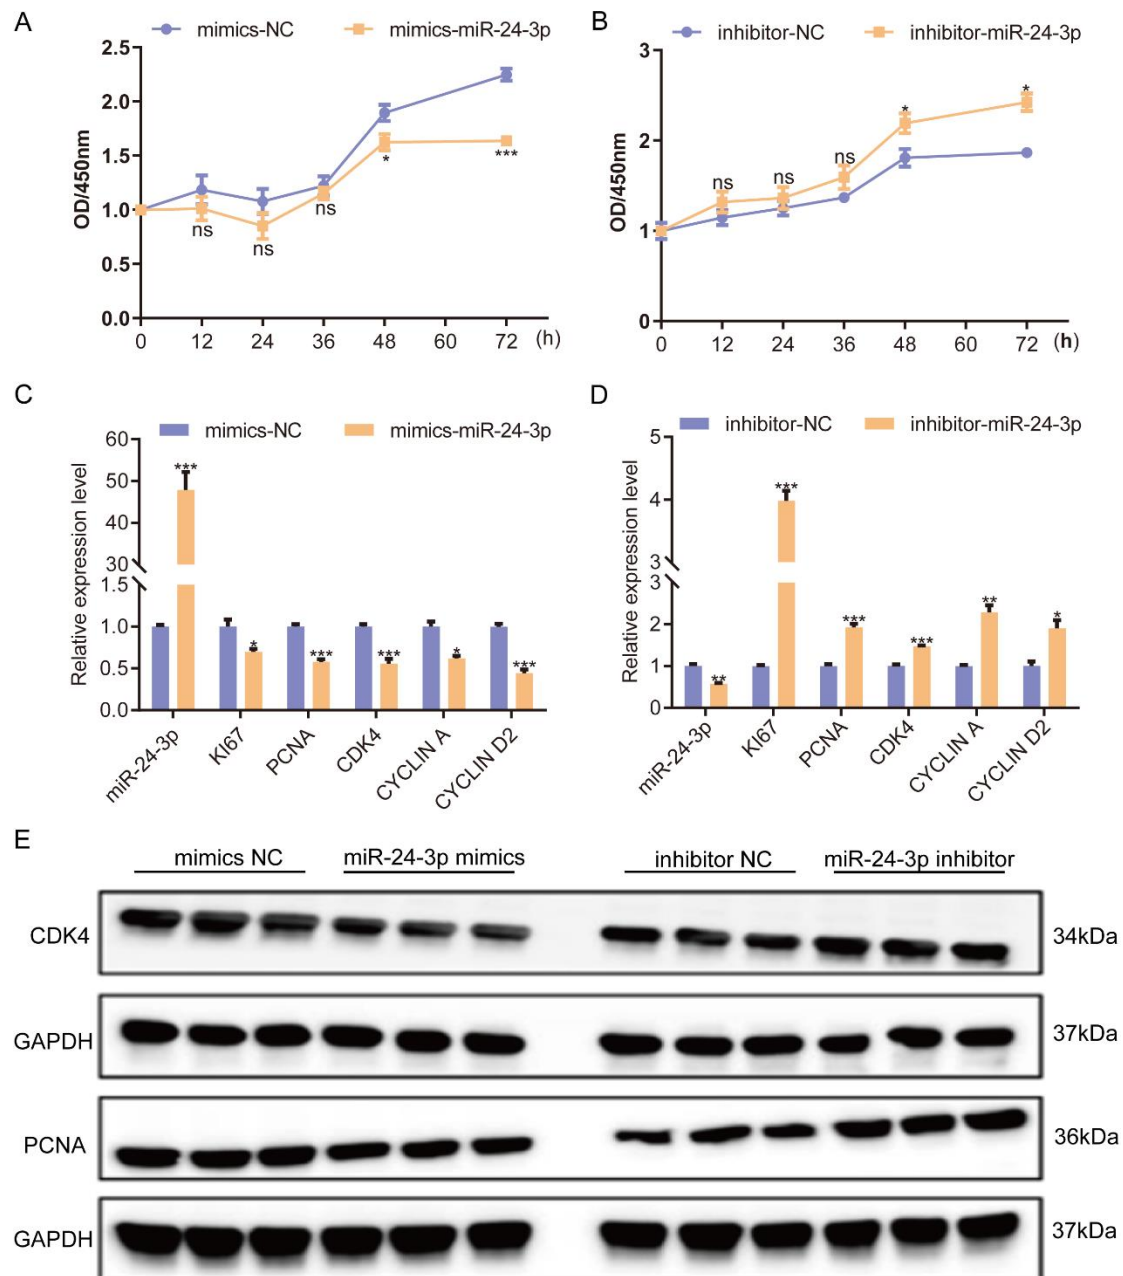 A
mimics-NC mimics-miR-24-3p
OD/450nm
2.5
2.0
1.5
1.0
0.5
0.0
ns
ns
ns
*
***
0 12 24 36 48 60 72 (h)
B
inhibitor-NC inhibitor-miR-24-3p
OD/450nm
3
2
1
0
ns
ns
ns
*
*
0 12 24 36 48 60 72 (h)
C
mimics-NC mimics-miR-24-3p
Relative expression level
60
50
40
30
1.5
1.0
0.5
0.0
***
*
***
***
*
***
miR-24-3p
KI67
PCNA
CDK4
CYCLIN A
CYCLIN D2
D
inhibitor-NC inhibitor-miR-24-3p
Relative expression level
5
4
3
3
2
1
0
**
***
***
***
**
*
miR-24-3p
KI67
PCNA
CDK4
CYCLIN A
CYCLIN D2
E
mimics NC miR-24-3p mimics inhibitor NC miR-24-3p inhibitor
CDK4 34kDa
GAPDH 37kDa
PCNA 36kDa
GAPDH 37kDa